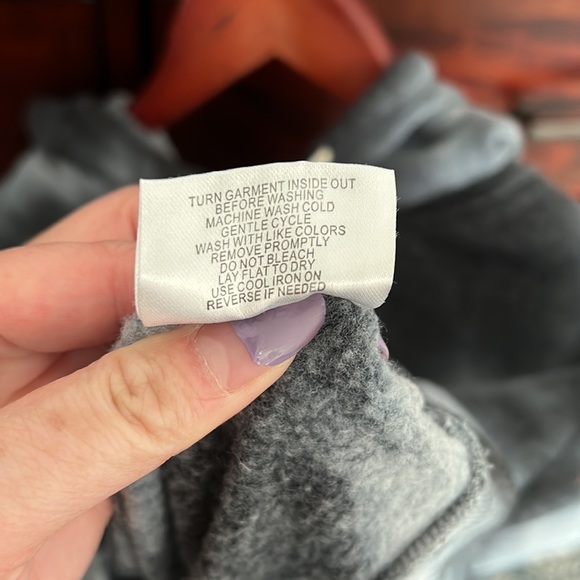 TURN GARMENT INSIDE OUT
BEFORE WASHING
MACHINE WASH COLD
GENTLE CYCLE
WASH WITH LIKE COLORS
REMOVE PROMPTLY
DO NOT BLEACH
LAY FLAT TO DRY
USE COOL IRON ON
REVERSE IF NEEDED